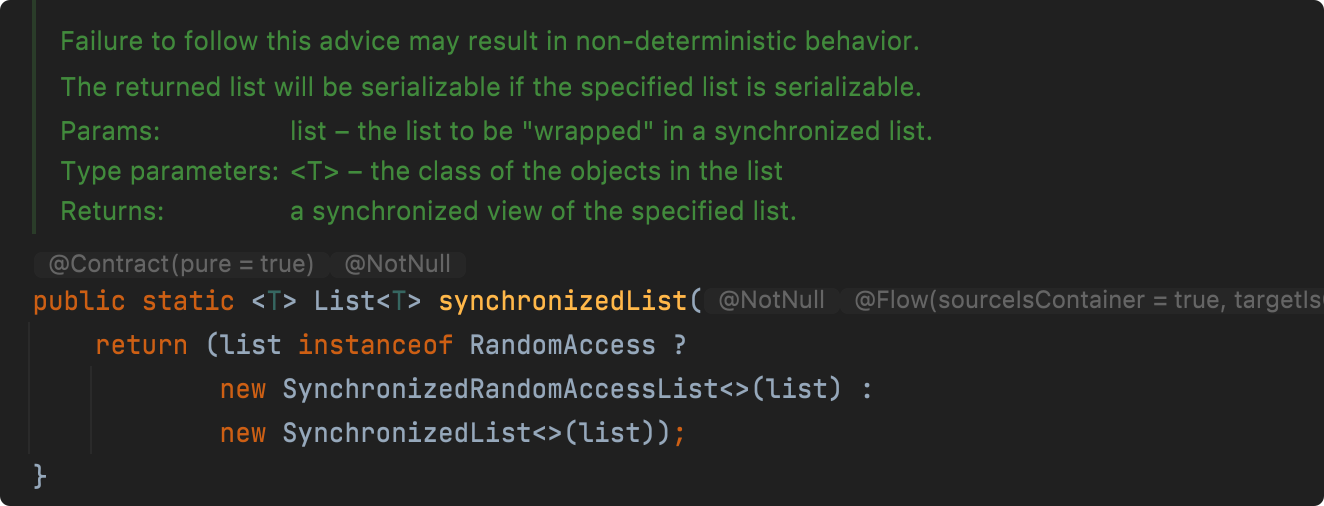 Failure to follow this advice may result in non-deterministic behavior.
The returned list will be serializable if the specified list is serializable.
Params: list – the list to be "wrapped" in a synchronized list.
Type parameters: <T> – the class of the objects in the list
Returns: a synchronized view of the specified list.
@Contract(pure = true) @NotNull
public static <T> List<T> synchronizedList( @NotNull @Flow(sourceIsContainer = true, targetIs
    return (list instanceof RandomAccess ?
            new SynchronizedRandomAccessList<>(list) :
            new SynchronizedList<>(list));
}